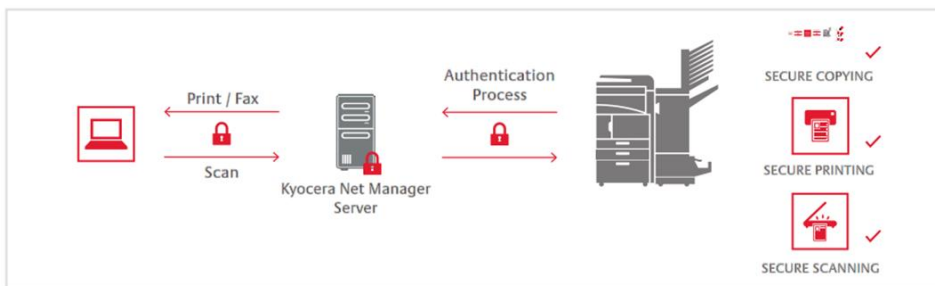 Print / Fax
Scan
Kyocera Net Manager
Server
Authentication
Process
SECURE COPYING
SECURE PRINTING
SECURE SCANNING